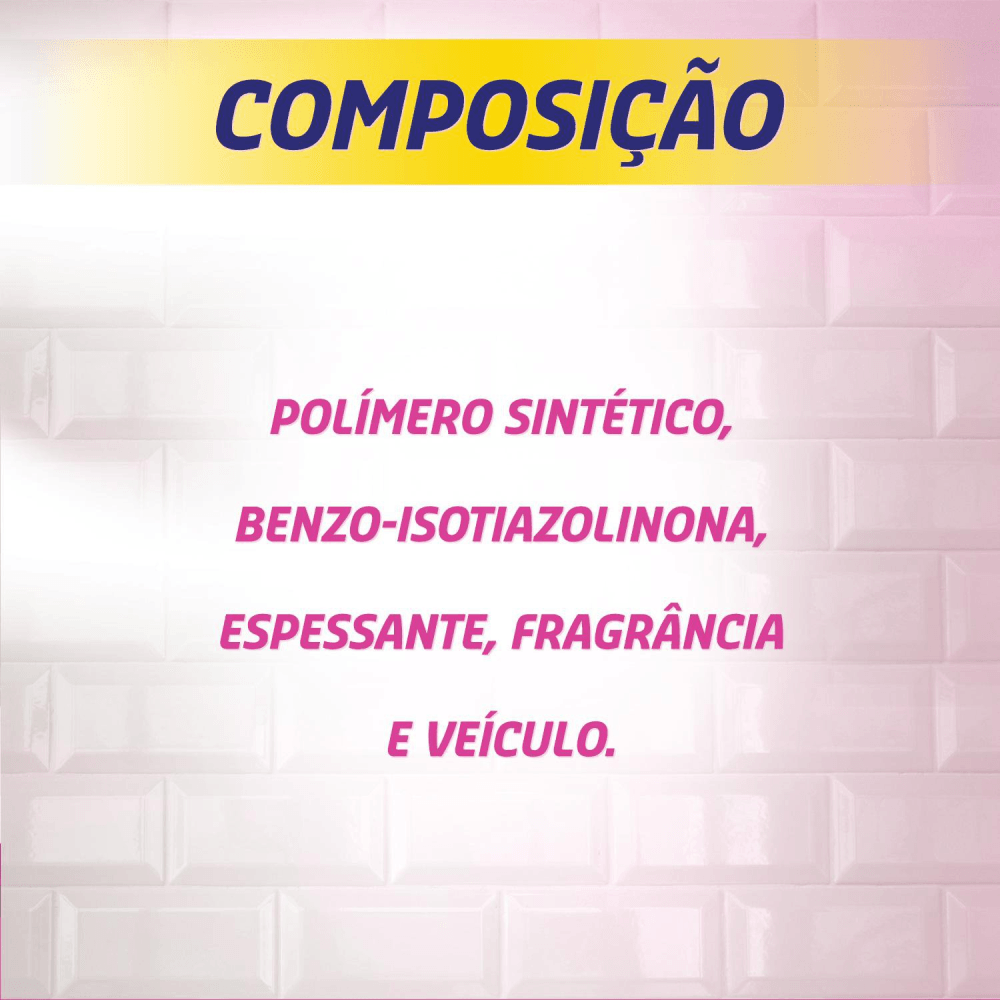 COMPOSIÇÃO
POLÍMERO SINTÉTICO,
BENZO-ISOTIAZOLINONA,
ESPESSANTE, FRAGRÂNCIA
E VEÍCULO.